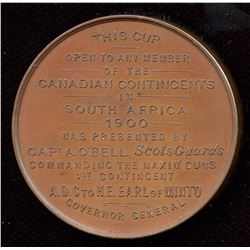 THIS CUP
OPEN TO ANY MEMBER
OF THE
CANADIAN CONTINGENTS
IN
SOUTH AFRICA
1900
WAS PRESENTED BY
CAPT. A.C. BELL Scots Guards
COMMANDING THE MAXIM GUNS
1ST CONTINGENT
A.D.C TO H.E. EARL OF MINTO
GOVERNOR GENERAL